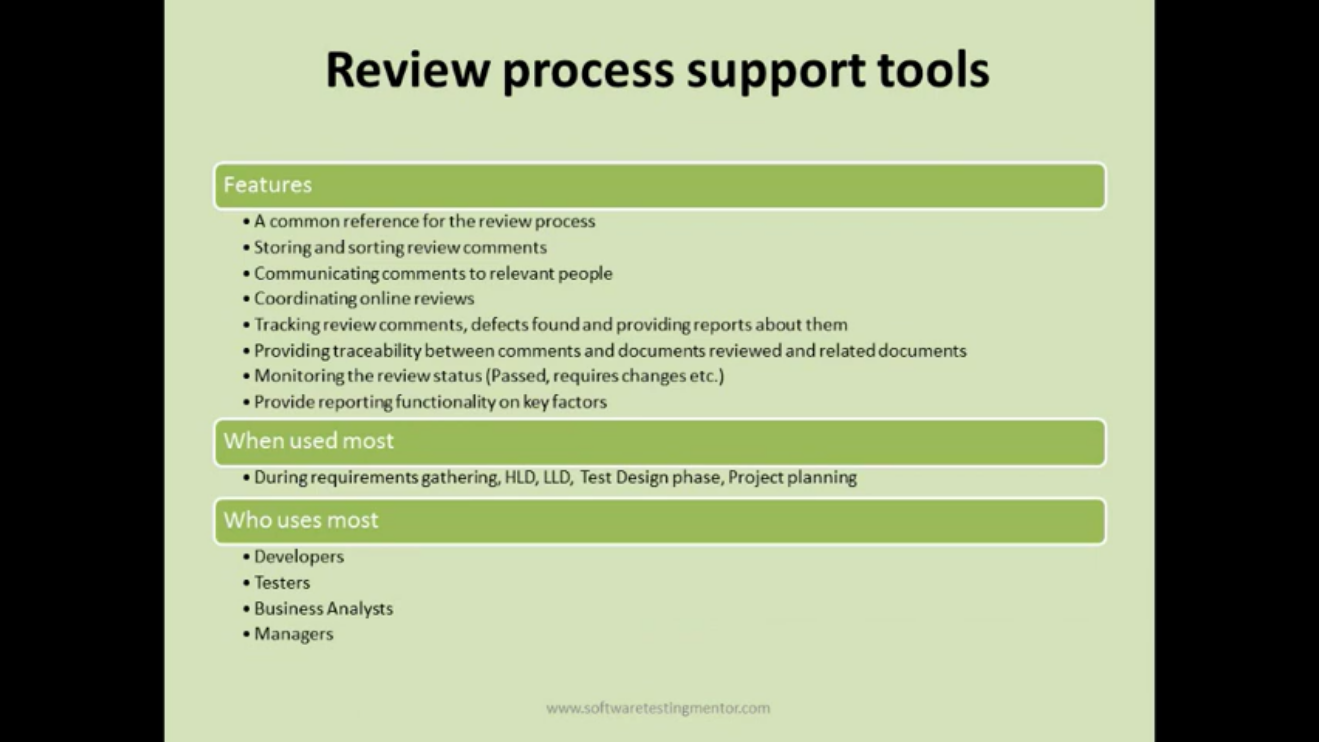 Review process support tools
Features
• A common reference for the review process
• Storing and sorting review comments
• Communicating comments to relevant people
• Coordinating online reviews
• Tracking review comments, defects found and providing reports about them
• Providing traceability between comments and documents reviewed and related documents
• Monitoring the review status (Passed, requires changes etc.)
• Provide reporting functionality on key factors
When used most
• During requirements gathering, HLD, LLD, Test Design phase, Project planning
Who uses most
• Developers
• Testers
• Business Analysts
• Managers
www.softwaretestingmentor.com